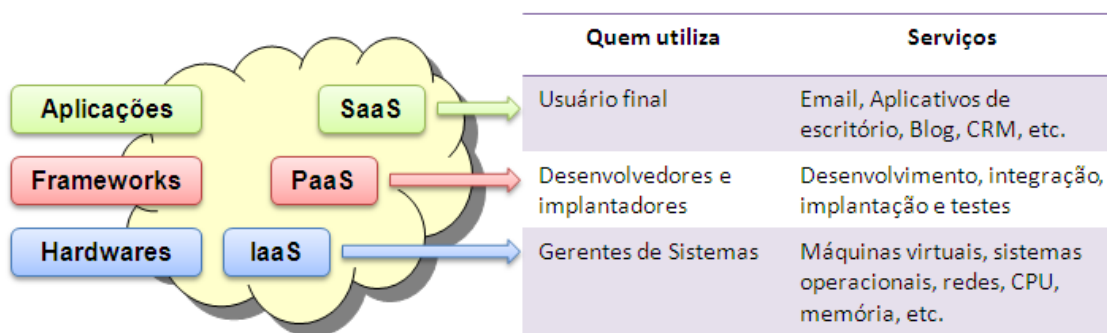 Quem utiliza Serviços
Aplicações SaaS Usuário final Email, Aplicativos de
escritório, Blog, CRM, etc.
Frameworks PaaS Desenvolvedores e Desenvolvimento, integração,
implantadores implantação e testes
Hardwares IaaS Gerentes de Sistemas Máquinas virtuais, sistemas
operacionais, redes, CPU,
memória, etc.